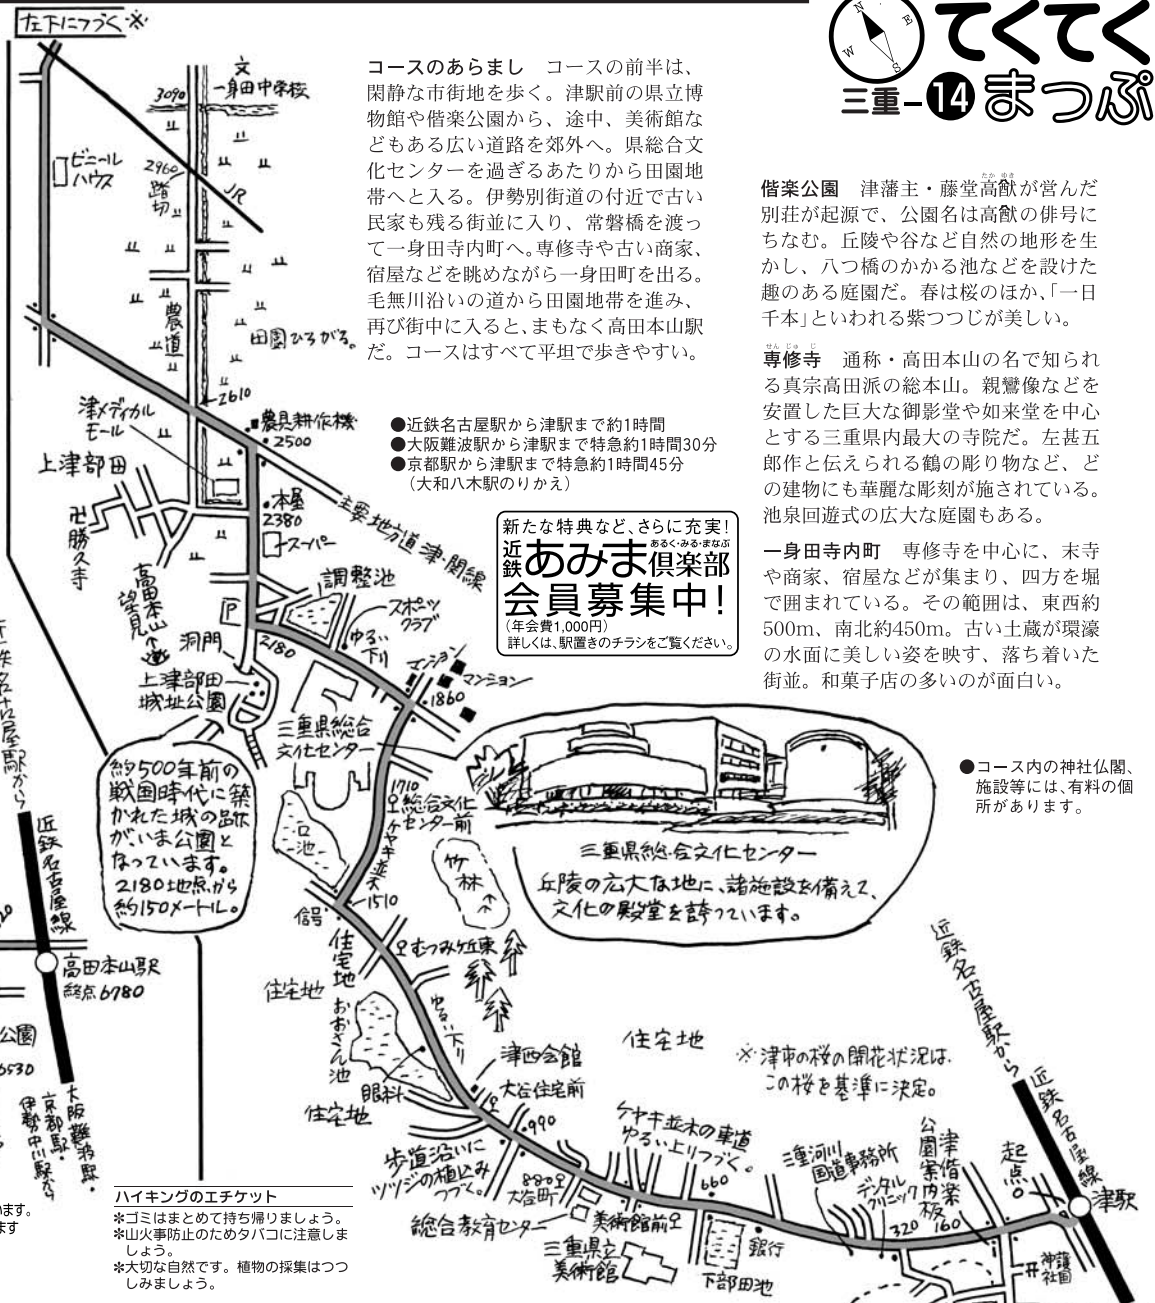 左下につづく※
てくてく
まっぷ
三重-14
N
E
W
S
コースのあらまし　コースの前半は、
閑静な市街地を歩く。津駅前の県立博
物館や偕楽公園から、途中、美術館な
どもある広い道路を郊外へ。県総合文
化センターを過ぎるあたりから田園地
帯へと入る。伊勢別街道の付近で古い
民家も残る街並に入り、常磐橋を渡っ
て一身田寺内町へ。専修寺や古い商家、
宿屋などを眺めながら一身田町を出る。
毛無川沿いの道から田園地帯を進み、
再び街中に入ると、まもなく高田本山駅
だ。コースはすべて平坦で歩きやすい。
●近鉄名古屋駅から津駅まで約1時間
●大阪難波駅から津駅まで特急約1時間30分
●京都駅から津駅まで特急約1時間45分
（大和八木駅のりかえ）
新たな特典など、さらに充実!
近鉄あみま倶楽部
あるく・みる・まなぶ
会員募集中!
(年会費1,000円)
詳しくは、駅置きのチラシをご覧ください。
たか ゆき
偕楽公園　津藩主・藤堂高猷が営んだ
別荘が起源で、公園名は高猷の俳号に
ちなむ。丘陵や谷など自然の地形を生
かし、八つ橋のかかる池などを設けた
趣のある庭園だ。春は桜のほか、「一日
千本」といわれる紫つつじが美しい。
せん じゅ じ
専修寺　通称・高田本山の名で知られ
る真宗高田派の総本山。親鸞像などを
安置した巨大な御影堂や如来堂を中心
とする三重県内最大の寺院だ。左甚五
郎作と伝えられる鶴の彫り物など、ど
の建物にも華麗な彫刻が施されている。
池泉回遊式の広大な庭園もある。
一身田寺内町　専修寺を中心に、末寺
や商家、宿屋などが集まり、四方を堀
で囲まれている。その範囲は、東西約
500m、南北約450m。古い土蔵が環濠
の水面に美しい姿を映す、落ち着いた
街並。和菓子店の多いのが面白い。
●コース内の神社仏閣、
施設等には、有料の個
所があります。
文
一身田中学校
3090
ビニール
ハウス
2960
踏切
JR
農道
田園ひろがる。
2610
農具耕作機
2500
津メディカル
モール
上津部田
本屋
2380
スーパー
主要地方道 津・関線
卍勝久寺
高田本山
望見
調整池
スポーツ
クラブ
P
2180
ゆるい
下り
洞門
マンション
マンション
上津部田
城址公園
1860
三重県総合
文化センター
約500年前の
戦国時代に築
かれた城の跡
が、いま公園と
なっています。
2180地点から
約150メートル。
1710
総合文化
センター前
ケヤキ並木
口池
竹林
1510
信号
三重県総合文化センター
丘陵の広大な地に、諸施設を備えて、
文化の殿堂を誇っています。
近鉄名古屋駅から
近鉄名古屋線
高田本山駅
終点6780
公園
6530
大阪難波駅・
京都駅・
伊勢中川駅から
住宅地
むつみヶ丘東
住宅地
おおさん池
ゆるい下り
眼科
住宅地
津西会館
大谷住宅前
住宅地
※津市の桜の開花状況は、
この桜を基準に決定。
990
歩道沿いに
ツツジの植込み
つづく。
ケヤキ並木の車道
ゆるい上りつづく。
880
大谷町
総合教育センター
美術館前
三重県立
美術館
660
下部田池
銀行
三重河川
国道事務所
デンタル
クリニック
320
津偕楽
公園案内板
160
起点0
近鉄名古屋駅から
近鉄名古屋線
津駅
護国
神社
います。
ます
ハイキングのエチケット
✻ゴミはまとめて持ち帰りましょう。
✻山火事防止のためタバコに注意しま
しょう。
✻大切な自然です。植物の採集はつつ
しみましょう。